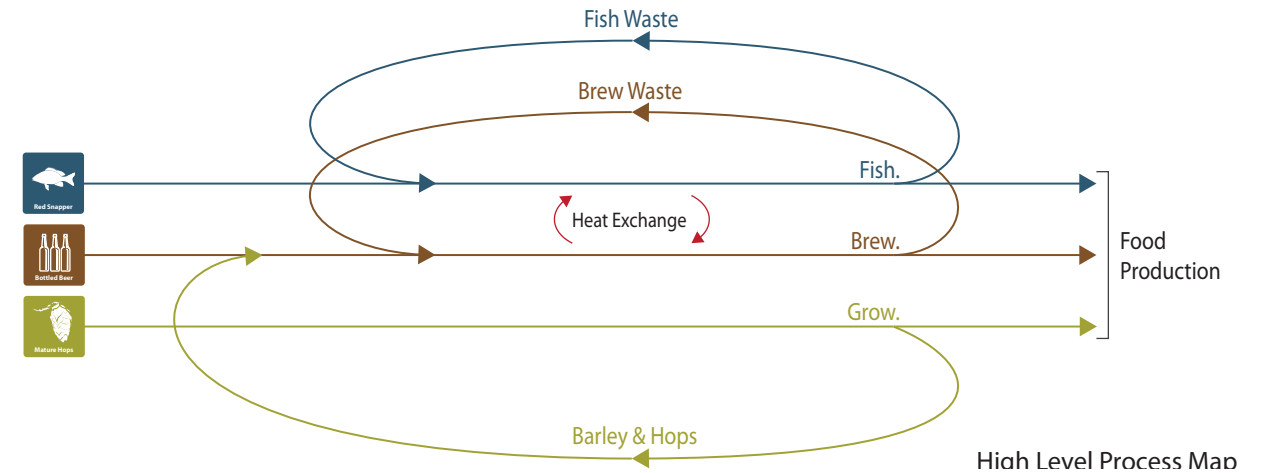 Fish Waste
Brew Waste
Fish.
Red Snapper
Heat Exchange
Brew.
Bottled Beer
Food
Production
Grow.
Mature Hops
Barley & Hops
High Level Process Map